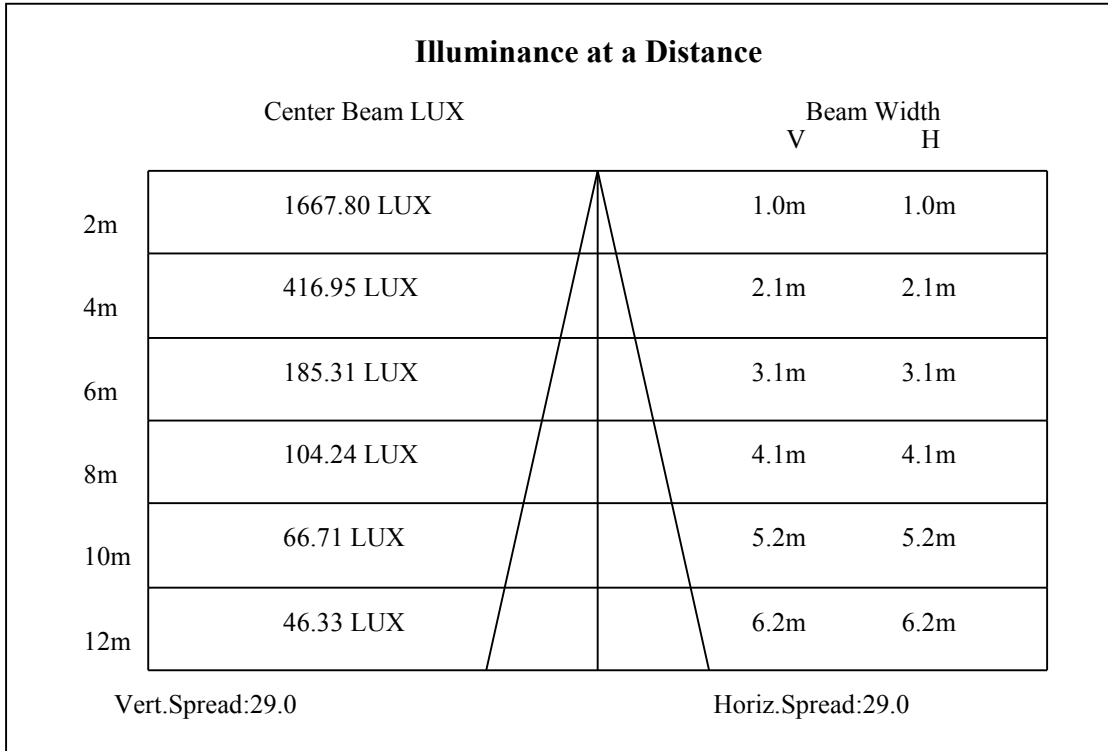 Illuminance at a Distance
Center Beam LUX Beam Width
V H
2m 1667.80 LUX 1.0m 1.0m
4m 416.95 LUX 2.1m 2.1m
6m 185.31 LUX 3.1m 3.1m
8m 104.24 LUX 4.1m 4.1m
10m 66.71 LUX 5.2m 5.2m
12m 46.33 LUX 6.2m 6.2m
Vert.Spread:29.0 Horiz.Spread:29.0